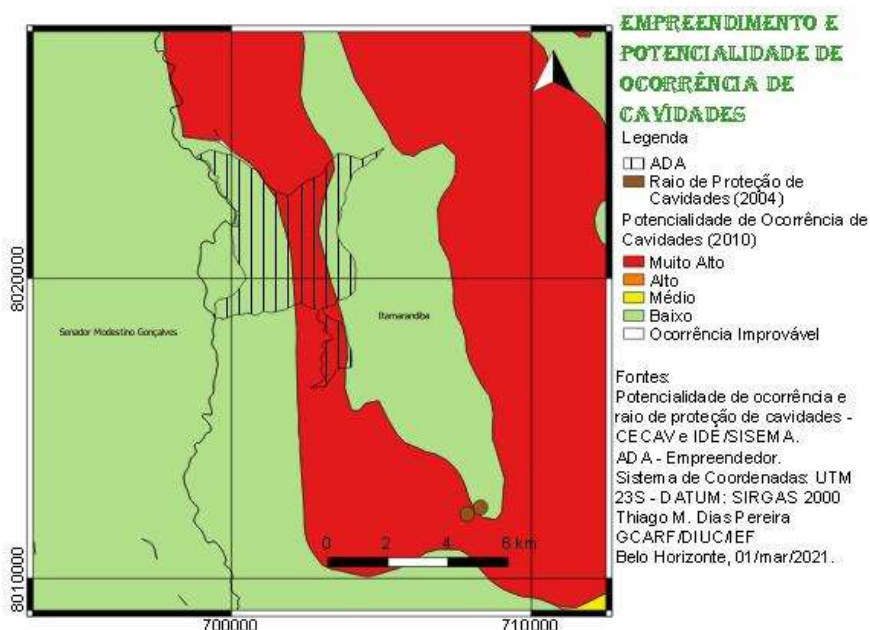 EMPREENDIMENTO E
POTENCIALIDADE DE
OCORRÊNCIA DE
CAVIDADES
Legenda
ADA
Raio de Proteção de
Cavidades (2004)
Potencialidade de Ocorrência de
Cavidades (2010)
Muito Alto
Alto
Médio
Baixo
Ocorrência Improvável
Fontes:
Potencialidade de ocorrência e
raio de proteção de cavidades -
CECAV e IDE/SISEMA.
ADA - Empreendedor.
Sistema de Coordenadas: UTM
23S - DATUM: SIRGAS 2000
Thiago M. Dias Pereira
GCARF/DIUC/IEF
Belo Horizonte, 01/mar/2021.
8020000
8010000
Senador Modestino Gonçalves
Itamarandiba
0 2 4 6 km
700000 710000